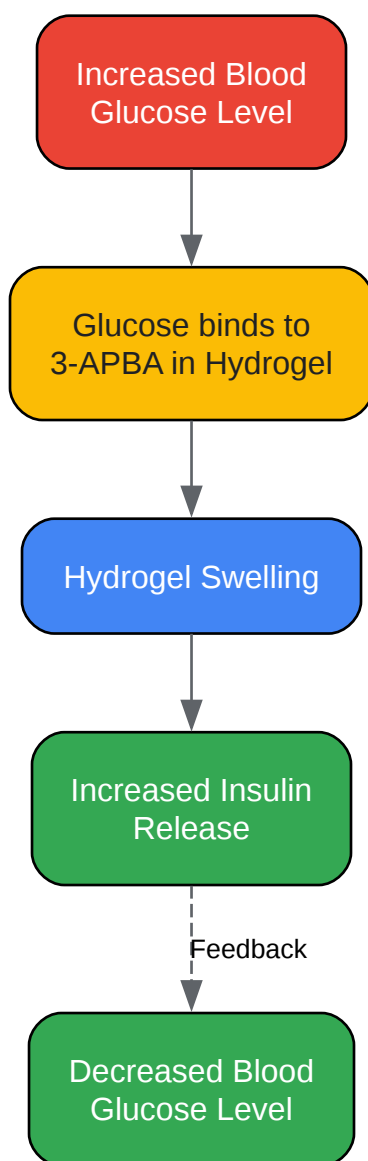 Increased Blood
Glucose Level
Glucose binds to
3-APBA in Hydrogel
Hydrogel Swelling
Increased Insulin
Release
Feedback
Decreased Blood
Glucose Level